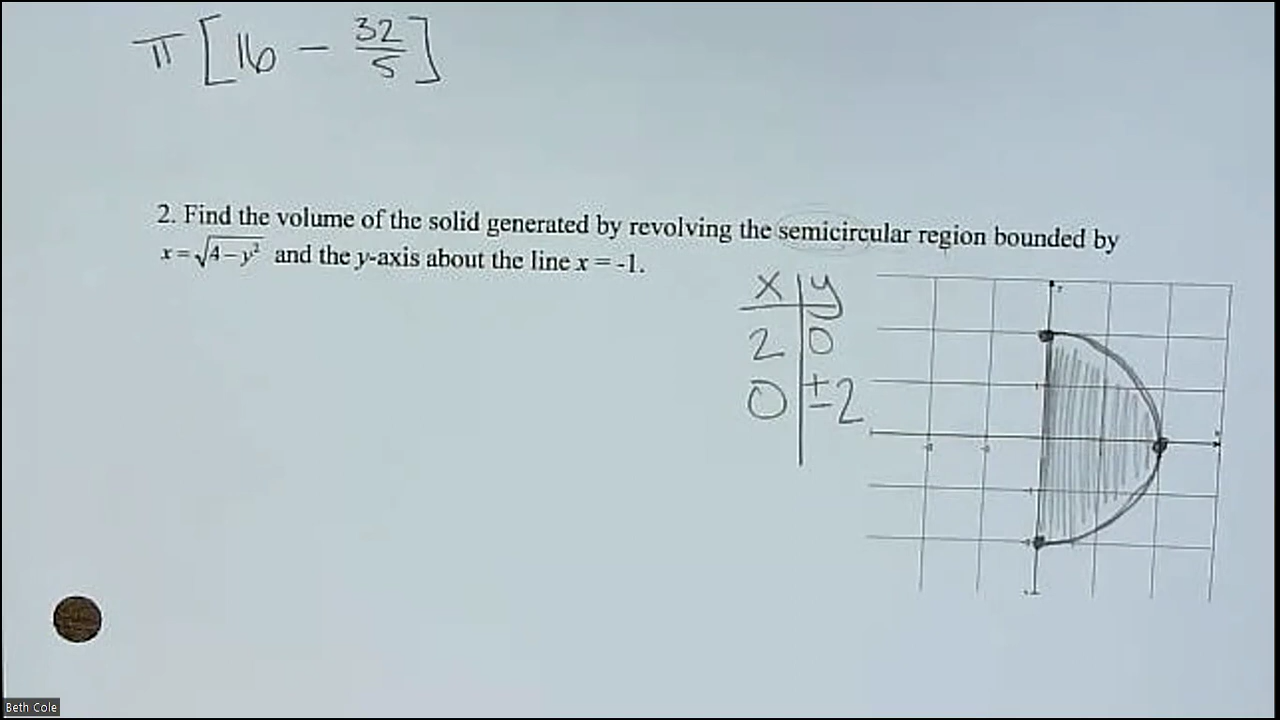 π[16 - 32/5]
2. Find the volume of the solid generated by revolving the semicircular region bounded by
x = √4 - y² and the y-axis about the line x = -1.
x | y
2 | 0
0 | ±2
Beth Cole